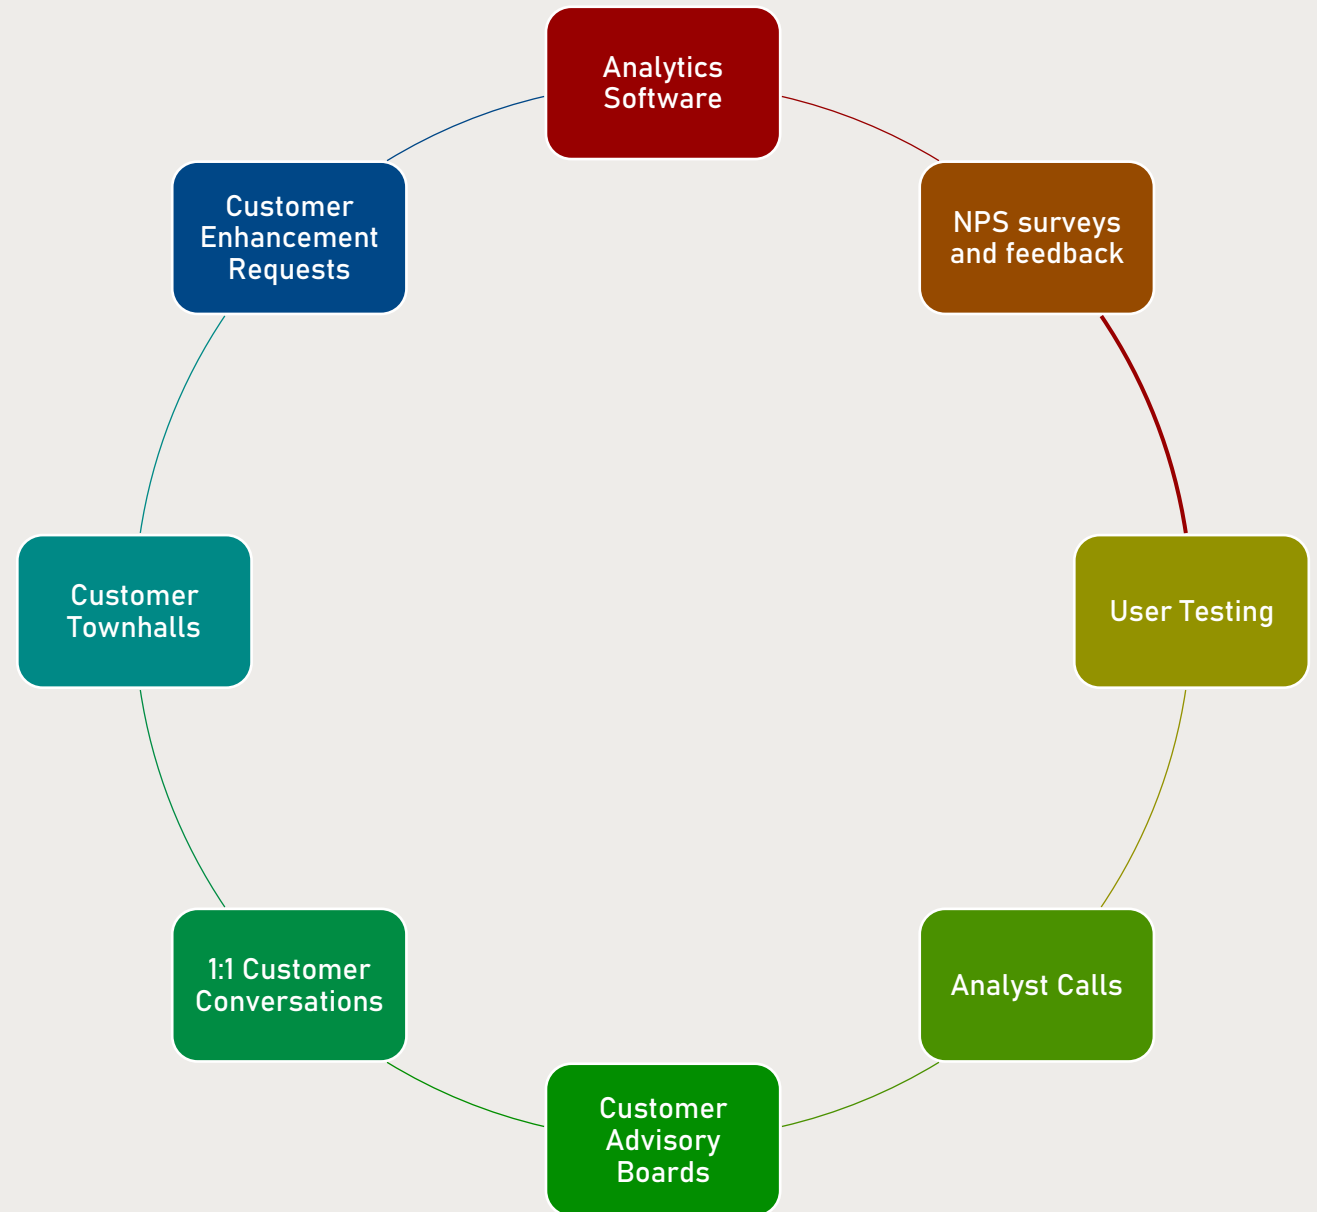 Analytics
Software
NPS surveys
and feedback
User Testing
Analyst Calls
Customer
Advisory
Boards
1:1 Customer
Conversations
Customer
Townhalls
Customer
Enhancement
Requests